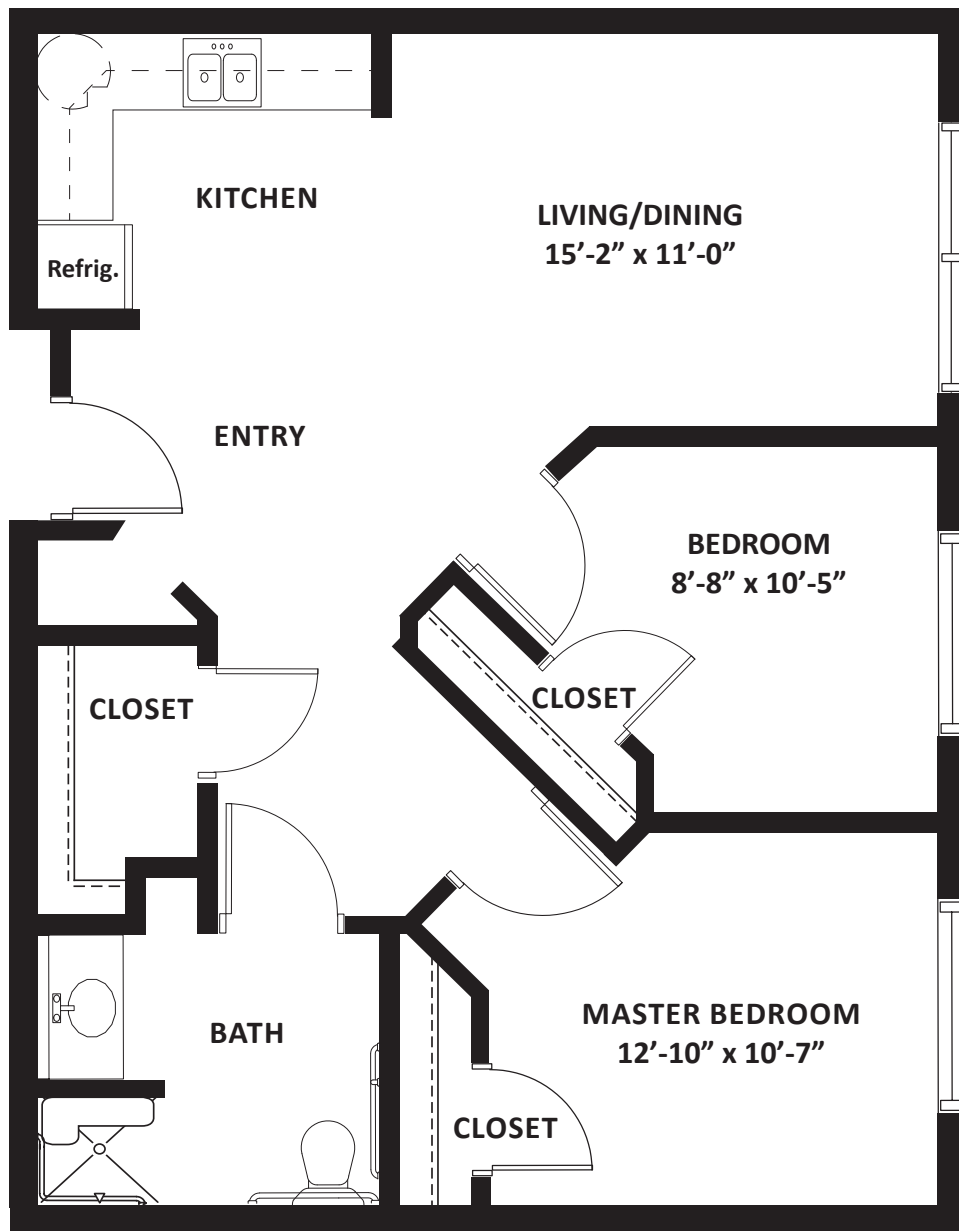 KITCHEN
LIVING/DINING
15’-2” x 11’-0”
Refrig.
ENTRY
BEDROOM
8’-8” x 10’-5”
CLOSET
CLOSET
MASTER BEDROOM
12’-10” x 10’-7”
BATH
CLOSET